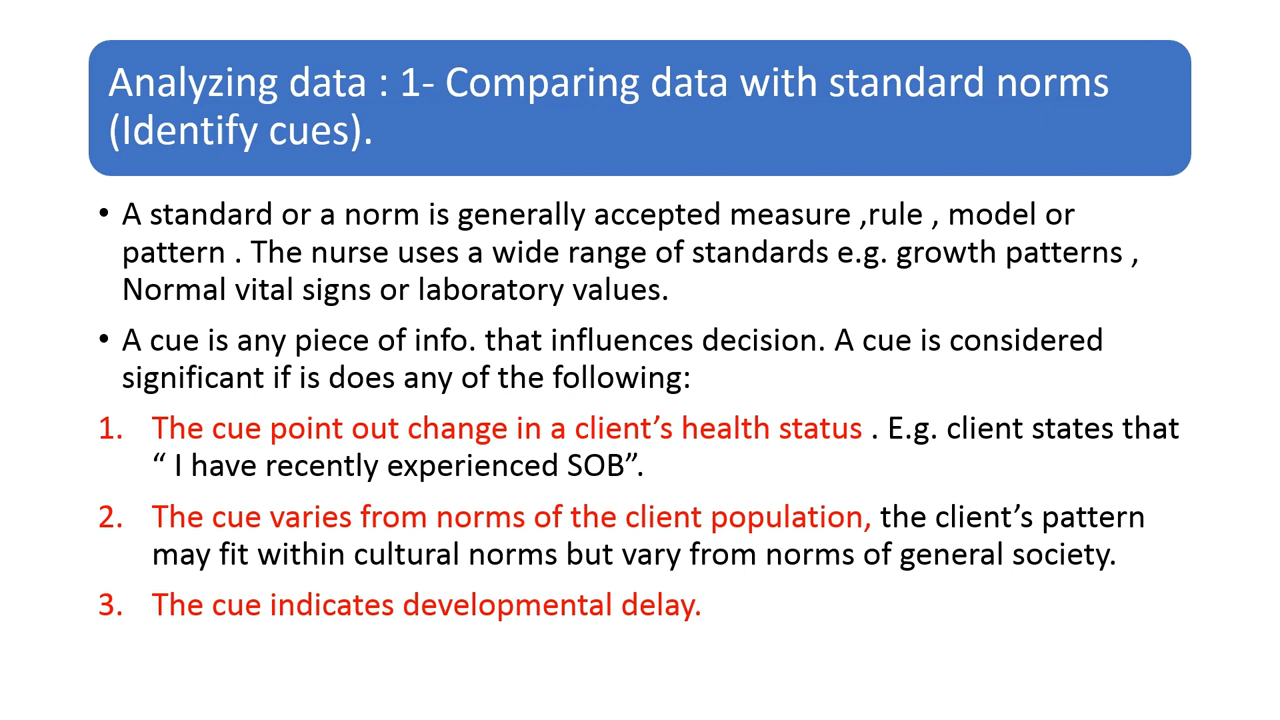 Analyzing data : 1- Comparing data with standard norms
(Identify cues).
• A standard or a norm is generally accepted measure ,rule , model or
pattern . The nurse uses a wide range of standards e.g. growth patterns ,
Normal vital signs or laboratory values.
• A cue is any piece of info. that influences decision. A cue is considered
significant if is does any of the following:
1. The cue point out change in a client’s health status . E.g. client states that
“ I have recently experienced SOB”.
2. The cue varies from norms of the client population, the client’s pattern
may fit within cultural norms but vary from norms of general society.
3. The cue indicates developmental delay.